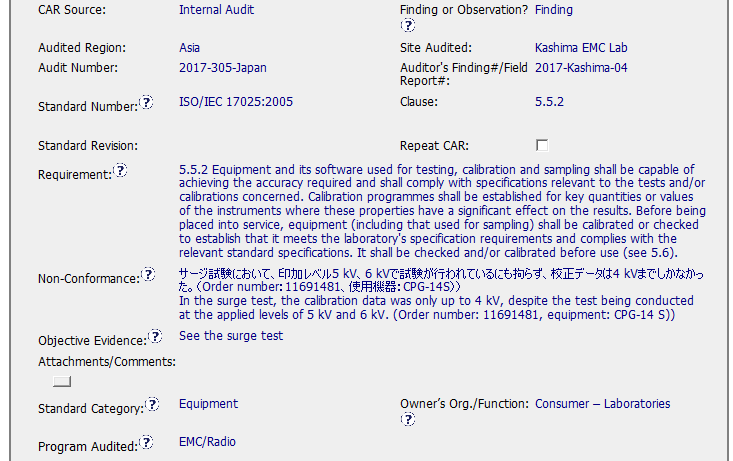 CAR Source: Internal Audit Finding or Observation? Finding
?
Audited Region: Asia Site Audited: Kashima EMC Lab
Audit Number: 2017-305-Japan Auditor's Finding#/Field 2017-Kashima-04
Report#:
Standard Number: ? ISO/IEC 17025:2005 Clause: 5.5.2
Standard Revision: Repeat CAR:
Requirement: ? 5.5.2 Equipment and its software used for testing, calibration and sampling shall be capable of
achieving the accuracy required and shall comply with specifications relevant to the tests and/or
calibrations concerned. Calibration programmes shall be established for key quantities or values
of the instruments where these properties have a significant effect on the results. Before being
placed into service, equipment (including that used for sampling) shall be calibrated or checked
to establish that it meets the laboratory's specification requirements and complies with the
relevant standard specifications. It shall be checked and/or calibrated before use (see 5.6).
Non-Conformance: ? サージ試験において、印加レベル5 kV、6 kVで試験が行われているにも拘らず、校正データは4 kVまでしかなかっ
た。（Order number：11691481、使用機器：CPG-14S））
In the surge test, the calibration data was only up to 4 kV, despite the test being conducted
at the applied levels of 5 kV and 6 kV. (Order number: 11691481, equipment: CPG-14 S))
Objective Evidence: ? See the surge test
Attachments/Comments:
Standard Category: ? Equipment Owner's Org./Function: Consumer – Laboratories
?
Program Audited: ? EMC/Radio